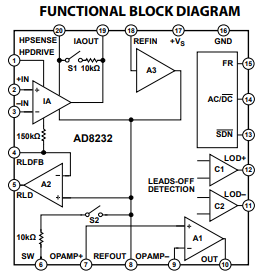 FUNCTIONAL BLOCK DIAGRAM
20 19 18 17 16
HPSENSE IAOUT REFIN +VS GND
HPDRIVE
S1 10kΩ
1
+IN
2
–IN
3
IA
A3
FR 15
AC/DC 14
SDN 13
150kΩ
AD8232
4
RLDFB
5
RLD
A2
LEADS-OFF
DETECTION
C1
LOD+
12
C2
LOD–
11
S2
10kΩ
A1
SW OPAMP+ REFOUT OPAMP– OUT
6 7 8 9 10